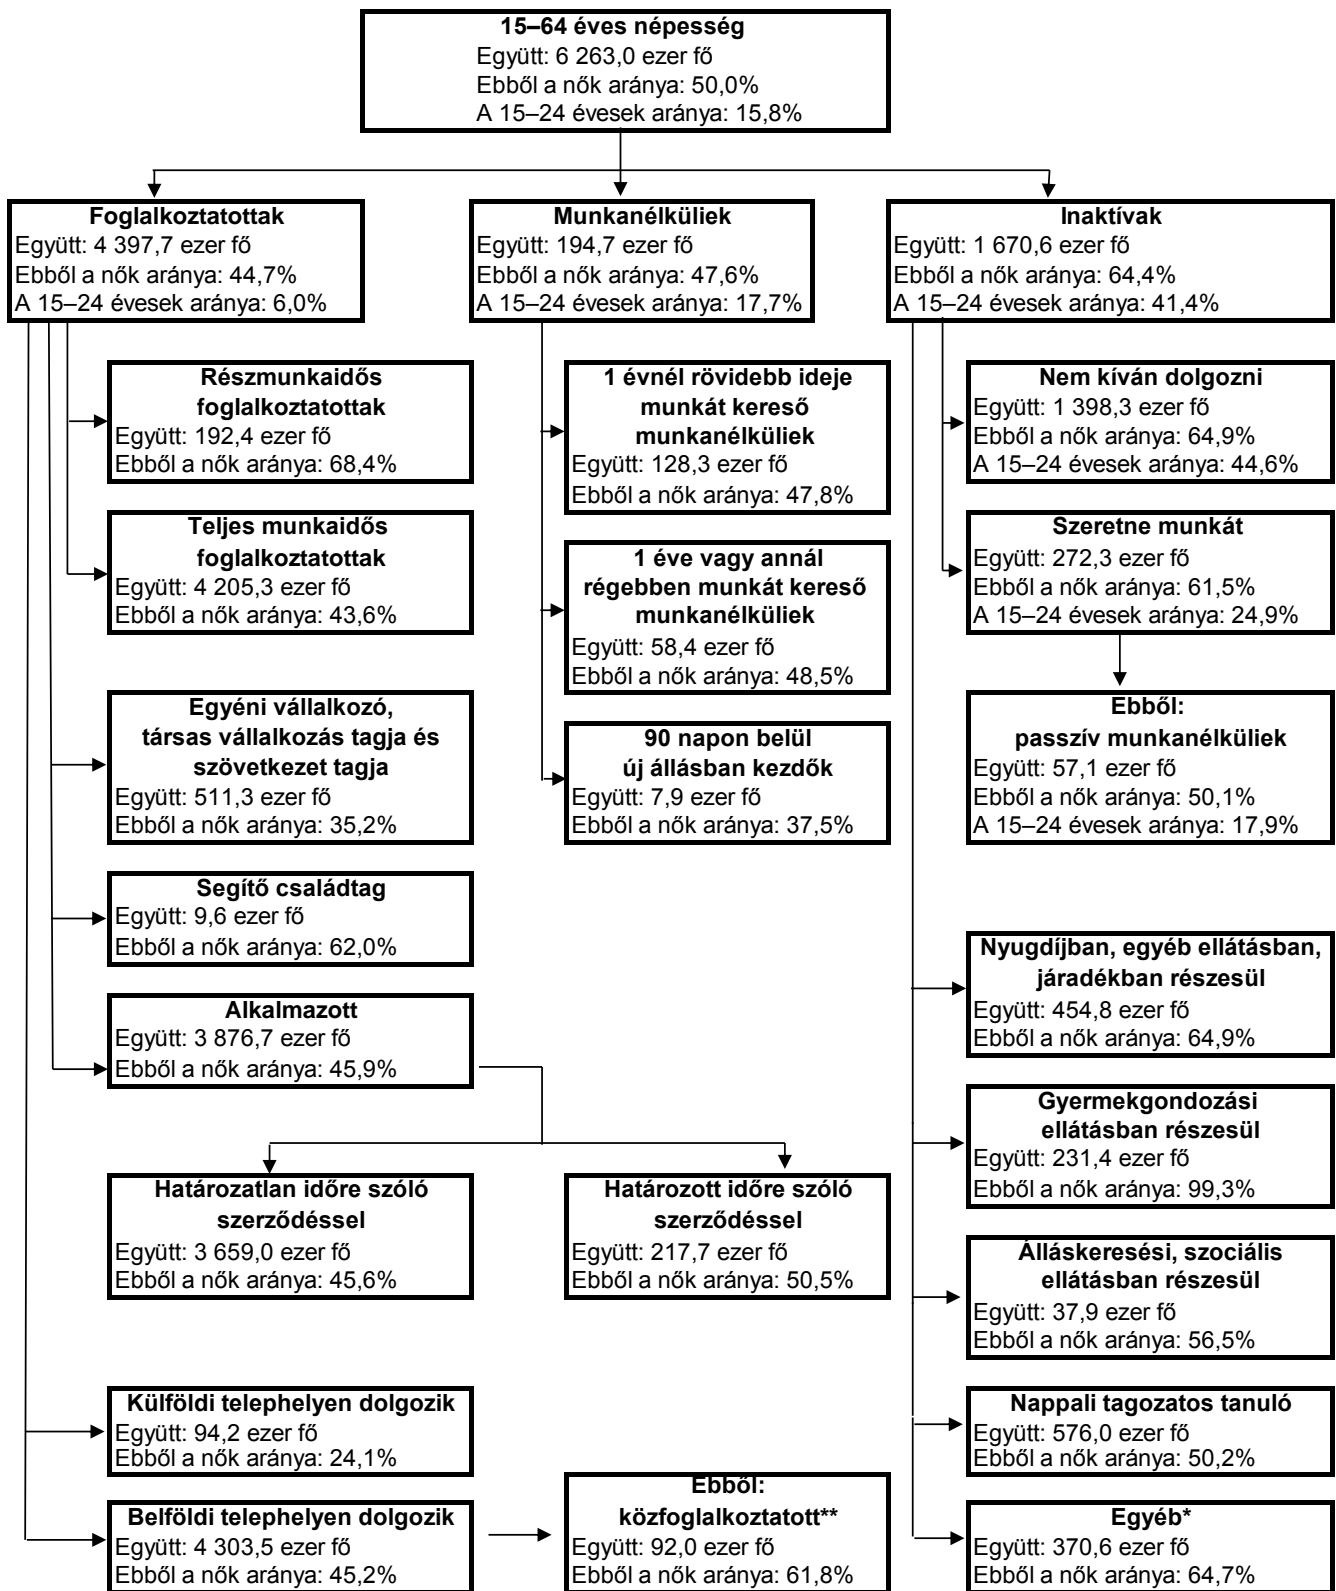 15–64 éves népesség
Együtt: 6 263,0 ezer fő
Ebből a nők aránya: 50,0%
A 15–24 évesek aránya: 15,8%
Foglalkoztatottak
Együtt: 4 397,7 ezer fő
Ebből a nők aránya: 44,7%
A 15–24 évesek aránya: 6,0%
Munkanélküliek
Együtt: 194,7 ezer fő
Ebből a nők aránya: 47,6%
A 15–24 évesek aránya: 17,7%
Inaktívak
Együtt: 1 670,6 ezer fő
Ebből a nők aránya: 64,4%
A 15–24 évesek aránya: 41,4%
Részmunkaidős
foglalkoztatottak
Együtt: 192,4 ezer fő
Ebből a nők aránya: 68,4%
Teljes munkaidős
foglalkoztatottak
Együtt: 4 205,3 ezer fő
Ebből a nők aránya: 43,6%
Egyéni vállalkozó,
társas vállalkozás tagja és
szövetkezet tagja
Együtt: 511,3 ezer fő
Ebből a nők aránya: 35,2%
Segítő családtag
Együtt: 9,6 ezer fő
Ebből a nők aránya: 62,0%
Alkalmazott
Együtt: 3 876,7 ezer fő
Ebből a nők aránya: 45,9%
Határozatlan időre szóló
szerződéssel
Együtt: 3 659,0 ezer fő
Ebből a nők aránya: 45,6%
Határozott időre szóló
szerződéssel
Együtt: 217,7 ezer fő
Ebből a nők aránya: 50,5%
Külföldi telephelyen dolgozik
Együtt: 94,2 ezer fő
Ebből a nők aránya: 24,1%
Belföldi telephelyen dolgozik
Együtt: 4 303,5 ezer fő
Ebből a nők aránya: 45,2%
Ebből:
közfoglalkoztatott**
Együtt: 92,0 ezer fő
Ebből a nők aránya: 61,8%
1 évnél rövidebb ideje
munkát kereső
munkanélküliek
Együtt: 128,3 ezer fő
Ebből a nők aránya: 47,8%
1 éve vagy annál
régebben munkát kereső
munkanélküliek
Együtt: 58,4 ezer fő
Ebből a nők aránya: 48,5%
90 napon belül
új állásban kezdők
Együtt: 7,9 ezer fő
Ebből a nők aránya: 37,5%
Nem kíván dolgozni
Együtt: 1 398,3 ezer fő
Ebből a nők aránya: 64,9%
A 15–24 évesek aránya: 44,6%
Szeretne munkát
Együtt: 272,3 ezer fő
Ebből a nők aránya: 61,5%
A 15–24 évesek aránya: 24,9%
Ebből:
passzív munkanélküliek
Együtt: 57,1 ezer fő
Ebből a nők aránya: 50,1%
A 15–24 évesek aránya: 17,9%
Nyugdíjban, egyéb ellátásban,
járadékban részesül
Együtt: 454,8 ezer fő
Ebből a nők aránya: 64,9%
Gyermekgondozási
ellátásban részesül
Együtt: 231,4 ezer fő
Ebből a nők aránya: 99,3%
Álláskeresési, szociális
ellátásban részesül
Együtt: 37,9 ezer fő
Ebből a nők aránya: 56,5%
Nappali tagozatos tanuló
Együtt: 576,0 ezer fő
Ebből a nők aránya: 50,2%
Egyéb*
Együtt: 370,6 ezer fő
Ebből a nők aránya: 64,7%